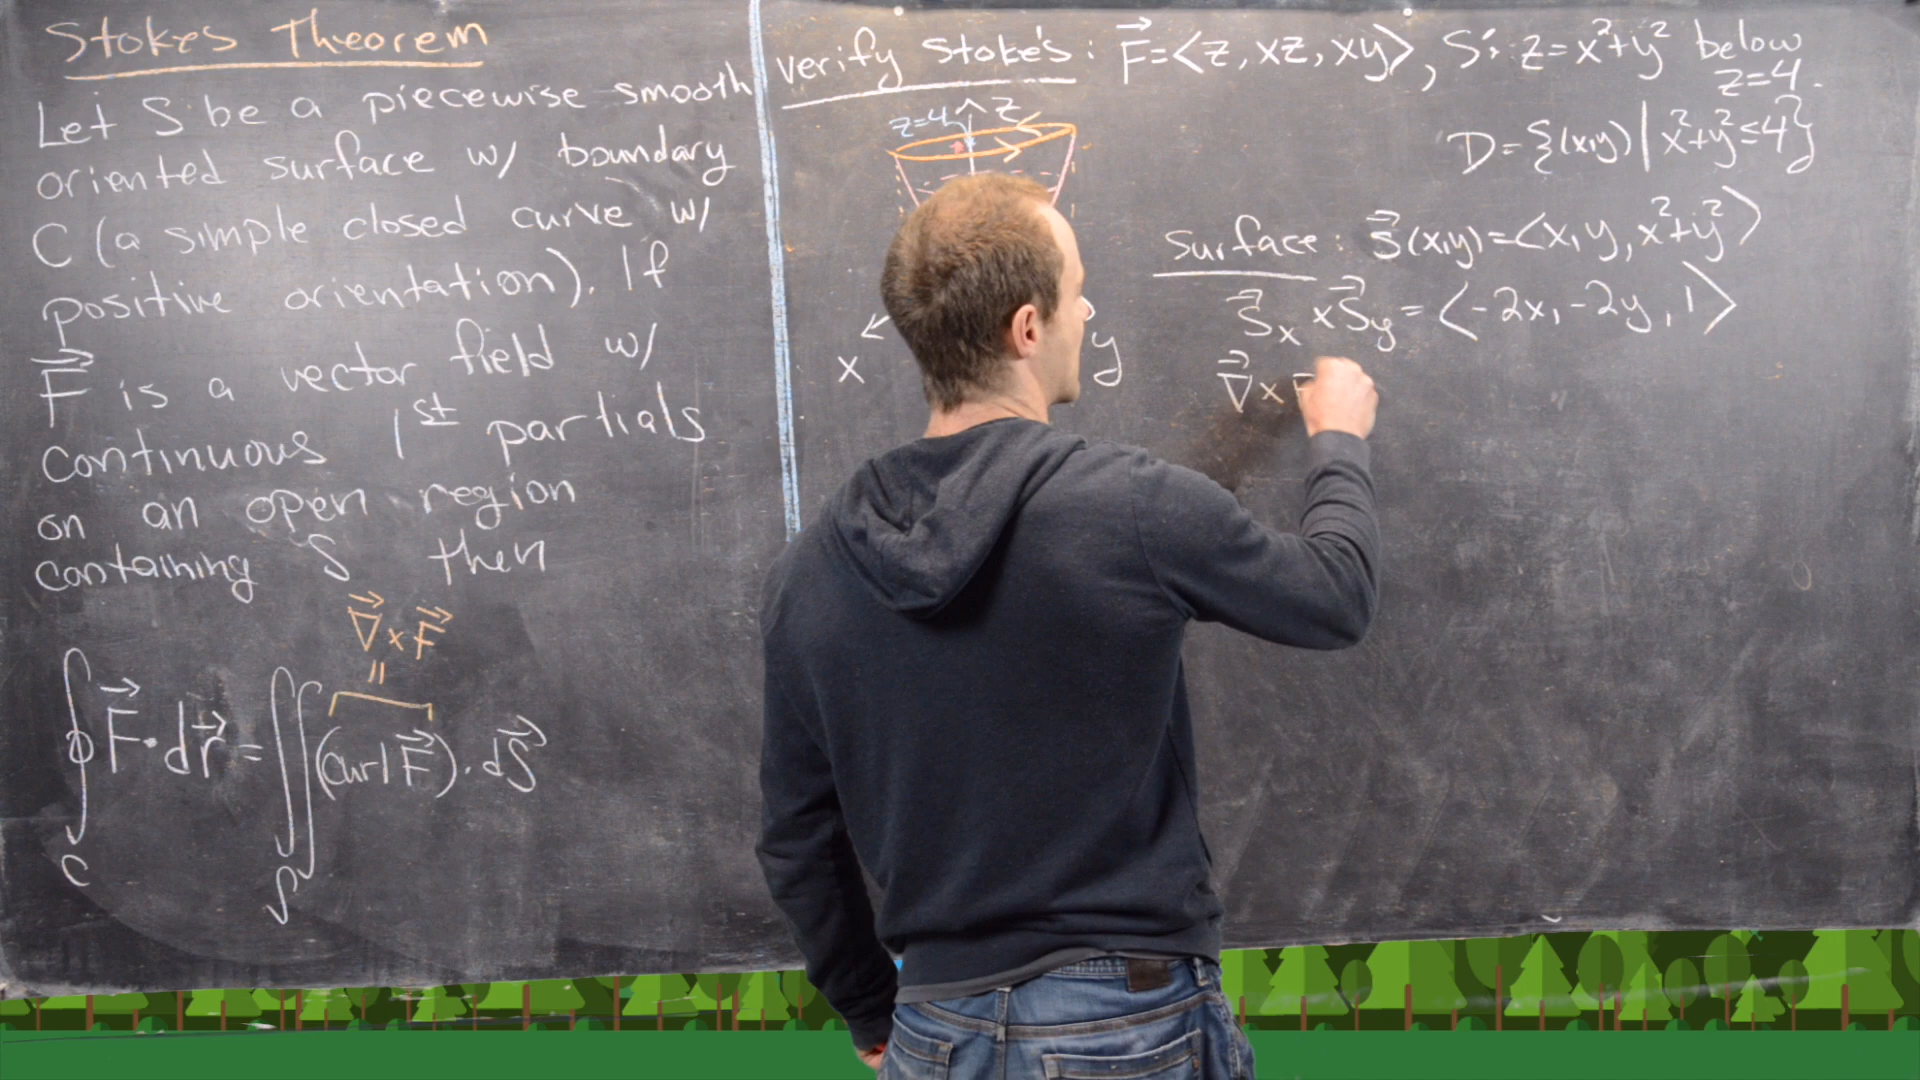 Stokes Theorem
Let S be a piecewise smooth
oriented surface w/ boundary
C (a simple closed curve w/
positive orientation). If
F⃗ is a vector field w/
continuous 1st partials
on an open region
containing S then
∇⃗ × F⃗
=
∮ F⃗ · dr⃗ = ∬ (curl F⃗) · dS⃗
C
S
Verify Stoke's : F⃗ = <z, xz, xy>, S: z = x² + y² below
z=4.
z=4
z
x
y
D = {(x,y) | x² + y² ≤ 4}
Surface : S⃗(x,y) = <x, y, x² + y²>
S⃗x × S⃗y = <-2x, -2y, 1>
∇⃗ × F